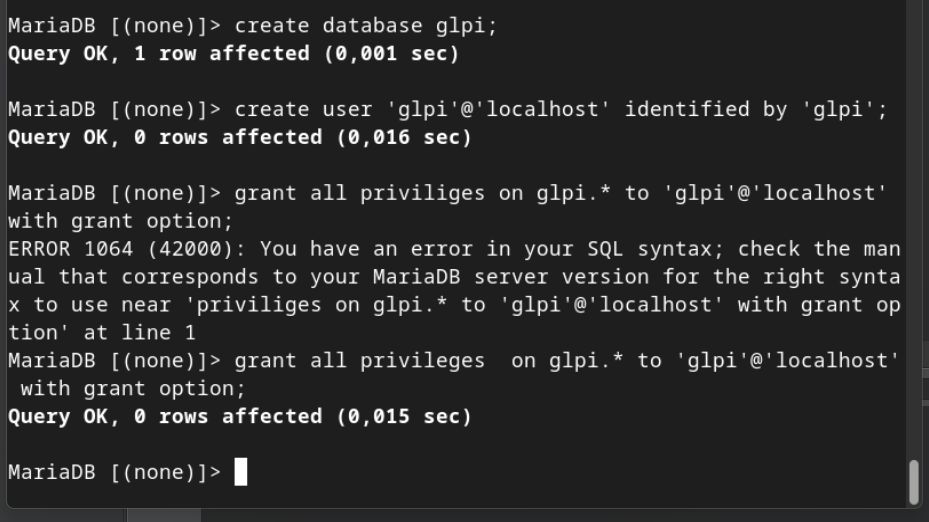 MariaDB [(none)]> create database glpi;
Query OK, 1 row affected (0,001 sec)
MariaDB [(none)]> create user 'glpi'@'localhost' identified by 'glpi';
Query OK, 0 rows affected (0,016 sec)
MariaDB [(none)]> grant all priviliges on glpi.* to 'glpi'@'localhost'
with grant option;
ERROR 1064 (42000): You have an error in your SQL syntax; check the man
ual that corresponds to your MariaDB server version for the right synta
x to use near 'priviliges on glpi.* to 'glpi'@'localhost' with grant op
tion' at line 1
MariaDB [(none)]> grant all privileges  on glpi.* to 'glpi'@'localhost'
 with grant option;
Query OK, 0 rows affected (0,015 sec)
MariaDB [(none)]>